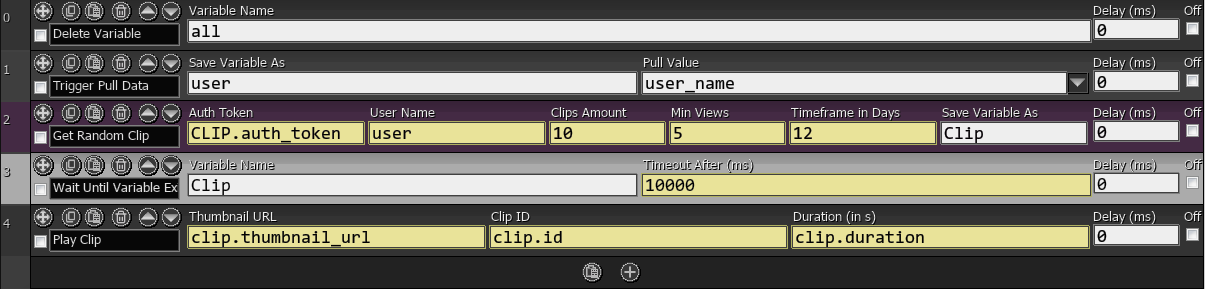 0
Variable Name
Delay (ms)
Off
Delete Variable
all
0
1
Save Variable As
Pull Value
Delay (ms)
Off
Trigger Pull Data
user
user_name
0
2
Auth Token
User Name
Clips Amount
Min Views
Timeframe in Days
Save Variable As
Delay (ms)
Off
Get Random Clip
CLIP.auth_token
user
10
5
12
Clip
0
3
Variable Name
Timeout After (ms)
Delay (ms)
Off
Wait Until Variable Ex
Clip
10000
0
4
Thumbnail URL
Clip ID
Duration (in s)
Delay (ms)
Off
Play Clip
clip.thumbnail_url
clip.id
clip.duration
0